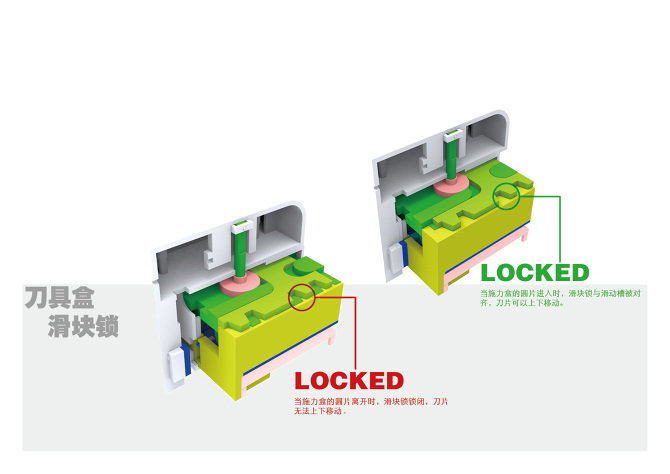 刀具盒
滑块锁
LOCKED
当施力盒的圆片进入时，滑块锁与滑动槽被对
齐，刀片可以上下移动。
LOCKED
当施力盒的圆片离开时，滑块锁锁闭，刀片
无法上下移动。